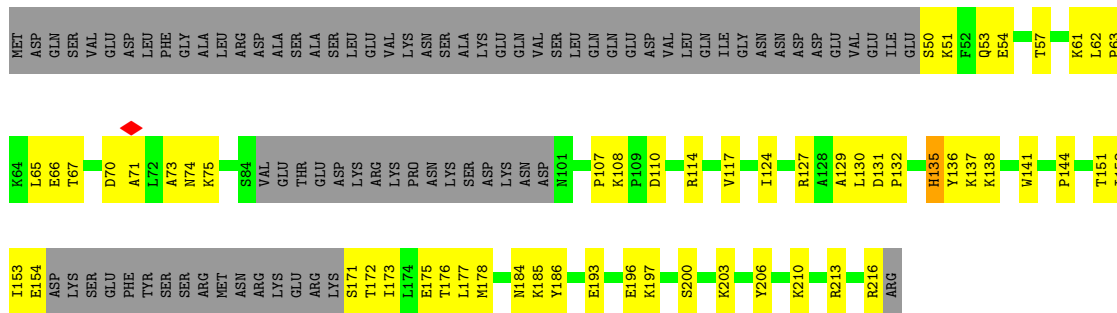 MET ASP GLN SER VAL GLU ASP LEU PHE GLY ALA LEU ARG ASP ALA SER ALA SER LEU GLU VAL LYS ASN SER ALA LYS GLU GLN VAL SER LEU GLN GLN GLU ASP VAL LEU GLN ILE GLY ASN ASN ASP ASP GLU VAL GLU ILE GLU S50 K51 F52 Q53 E54 T57 K61 L62 P63
K64 L65 E66 T67 D70 A71 L72 A73 N74 K75 S84 VAL GLU THR GLU ASP LYS ARG LYS PRO ASN LYS SER ASP LYS ASN ASP N101 P107 K108 P109 D110 R114 V117 I124 R127 A128 A129 L130 D131 P132 H135 Y136 K137 K138 W141 P144 T151
I153 E154 ASP LYS SER GLU PHE TYR SER SER ARG MET ASN ARG LYS GLU ARG LYS S171 T172 I173 L174 E175 T176 L177 M178 N184 K185 Y186 E193 E196 K197 S200 K203 Y206 K210 R213 R216 ARG